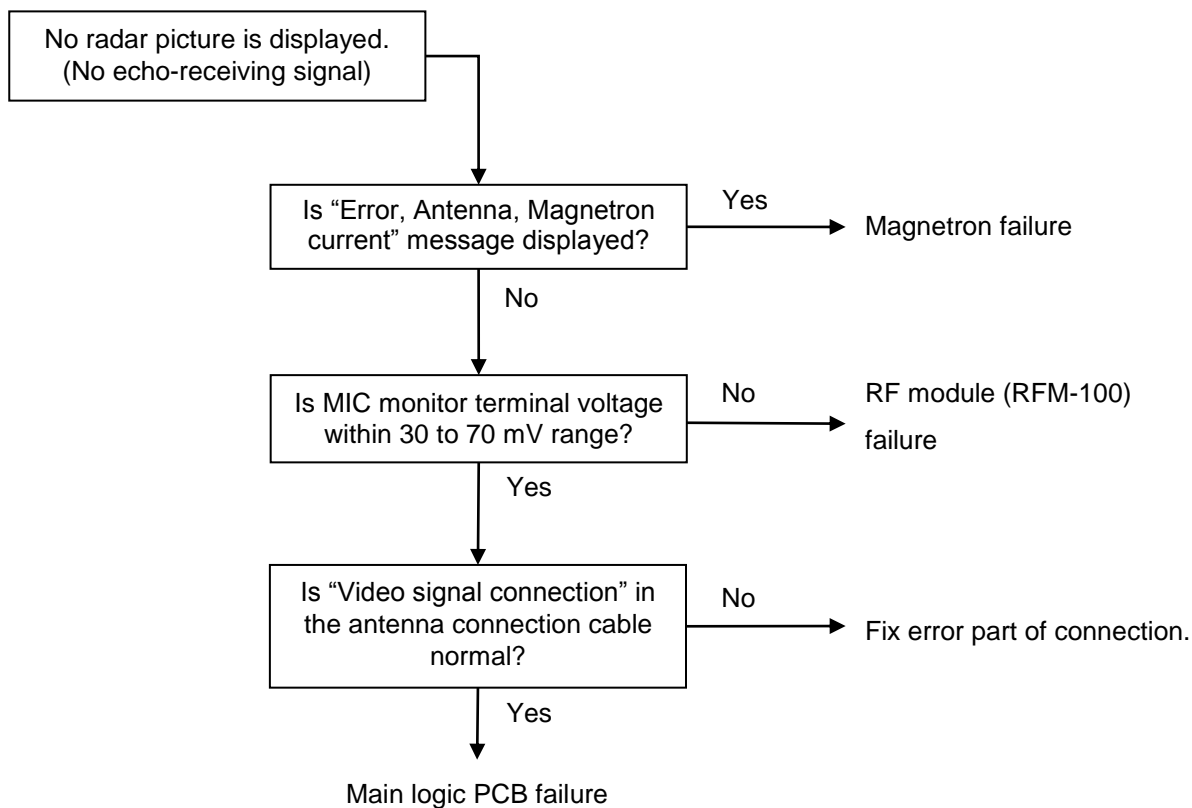 No radar picture is displayed.
(No echo-receiving signal)
Is “Error, Antenna, Magnetron
current” message displayed?
Yes
Magnetron failure
No
Is MIC monitor terminal voltage
within 30 to 70 mV range?
No
RF module (RFM-100)
failure
Yes
Is “Video signal connection” in
the antenna connection cable
normal?
No
Fix error part of connection.
Yes
Main logic PCB failure